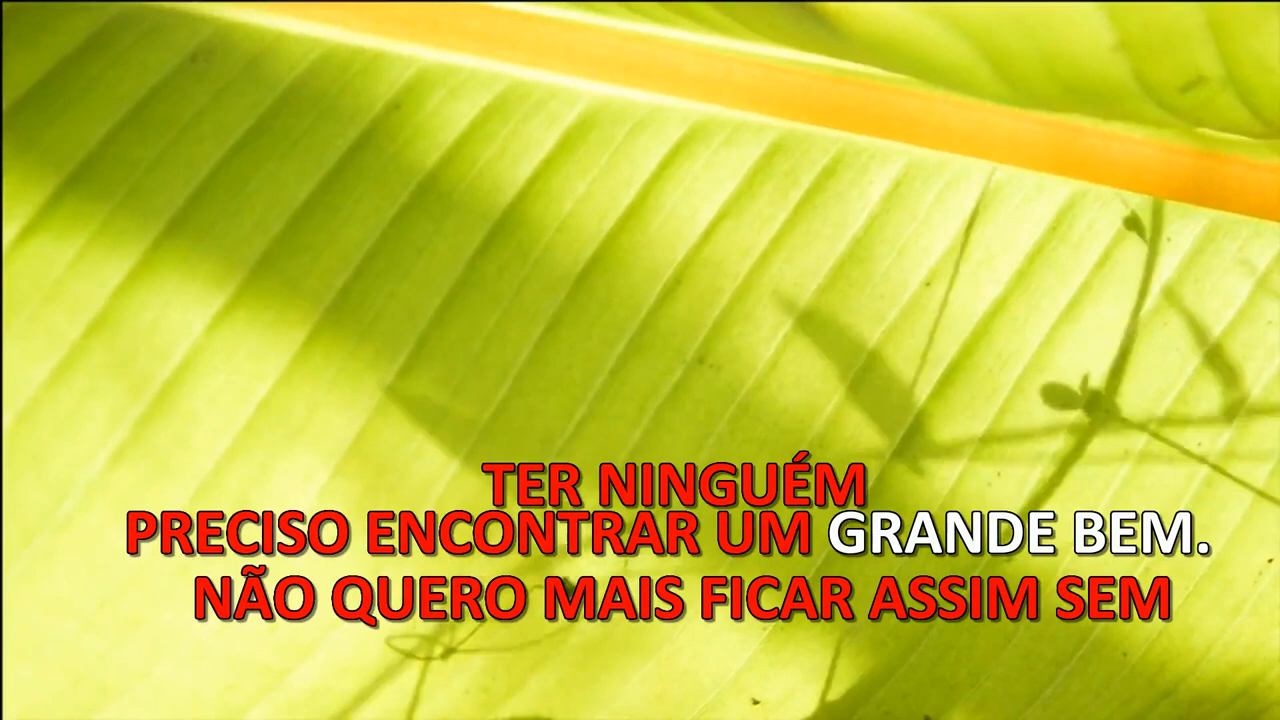 TER NINGUÉM
PRECISO ENCONTRAR UM GRANDE BEM.
NÃO QUERO MAIS FICAR ASSIM SEM